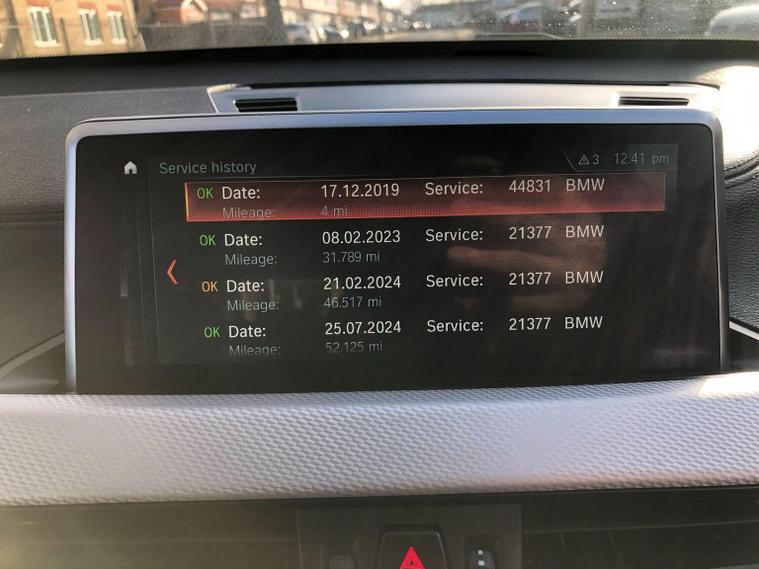 Service history
3 12:41 pm
OK Date: 17.12.2019 Service: 44831 BMW
Mileage: 4 mi
OK Date: 08.02.2023 Service: 21377 BMW
Mileage: 31.789 mi
OK Date: 21.02.2024 Service: 21377 BMW
Mileage: 46.517 mi
OK Date: 25.07.2024 Service: 21377 BMW
Mileage: 52.125 mi